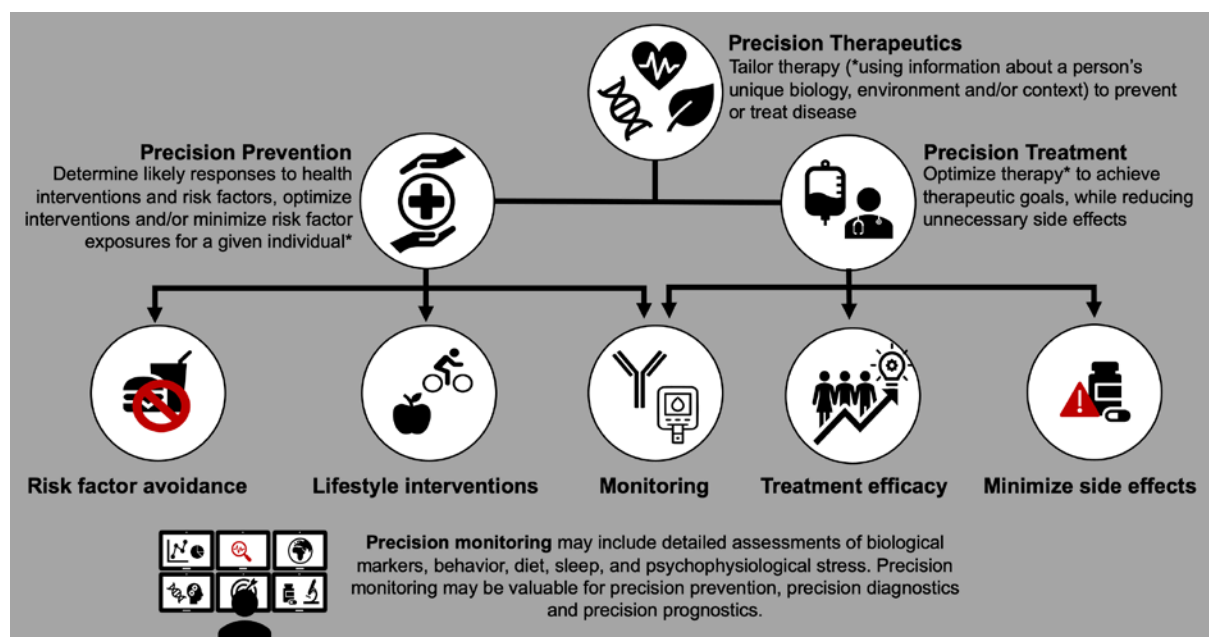 Precision Therapeutics
Tailor therapy (*using information about a person's
unique biology, environment and/or context) to prevent
or treat disease
Precision Prevention
Determine likely responses to health
interventions and risk factors, optimize
interventions and/or minimize risk factor
exposures for a given individual*
Precision Treatment
Optimize therapy* to achieve
therapeutic goals, while reducing
unnecessary side effects
Risk factor avoidance
Lifestyle interventions
Monitoring
Treatment efficacy
Minimize side effects
Precision monitoring may include detailed assessments of biological
markers, behavior, diet, sleep, and psychophysiological stress. Precision
monitoring may be valuable for precision prevention, precision diagnostics
and precision prognostics.